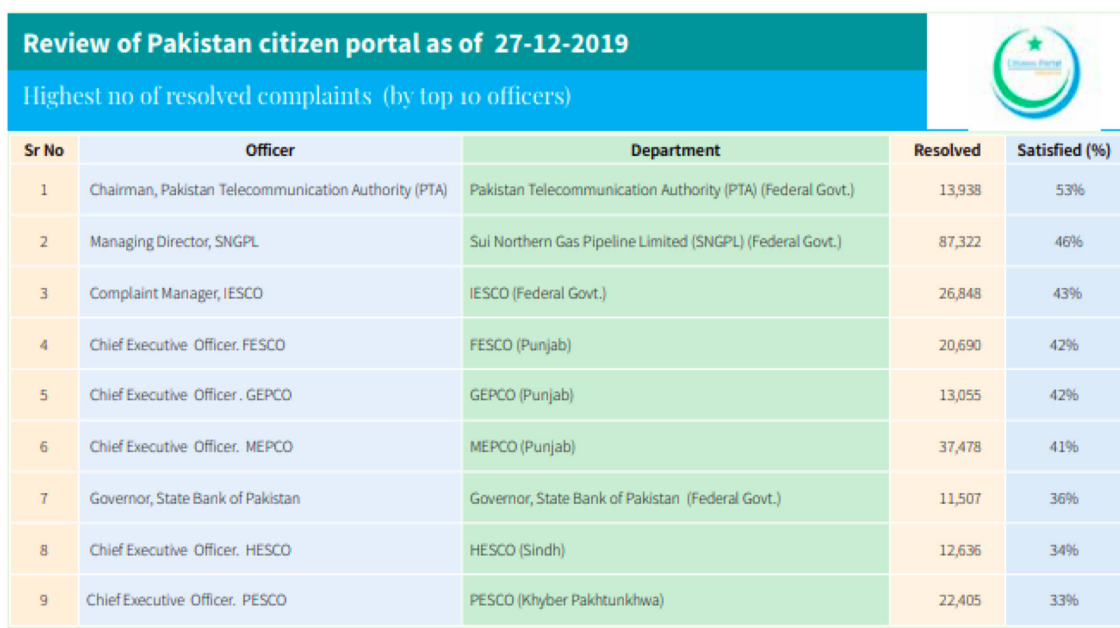 Review of Pakistan citizen portal as of 27-12-2019
Highest no of resolved complaints (by top 10 officers)
Citizens Portal
Sr No Officer Department Resolved Satisfied (%)
1 Chairman, Pakistan Telecommunication Authority (PTA) Pakistan Telecommunication Authority (PTA) (Federal Govt.) 13,938 53%
2 Managing Director, SNGPL Sui Northern Gas Pipeline Limited (SNGPL) (Federal Govt.) 87,322 46%
3 Complaint Manager, IESCO IESCO (Federal Govt.) 26,848 43%
4 Chief Executive Officer. FESCO FESCO (Punjab) 20,690 42%
5 Chief Executive Officer . GEPCO GEPCO (Punjab) 13,055 42%
6 Chief Executive Officer. MEPCO MEPCO (Punjab) 37,478 41%
7 Governor, State Bank of Pakistan Governor, State Bank of Pakistan (Federal Govt.) 11,507 36%
8 Chief Executive Officer. HESCO HESCO (Sindh) 12,636 34%
9 Chief Executive Officer. PESCO PESCO (Khyber Pakhtunkhwa) 22,405 33%